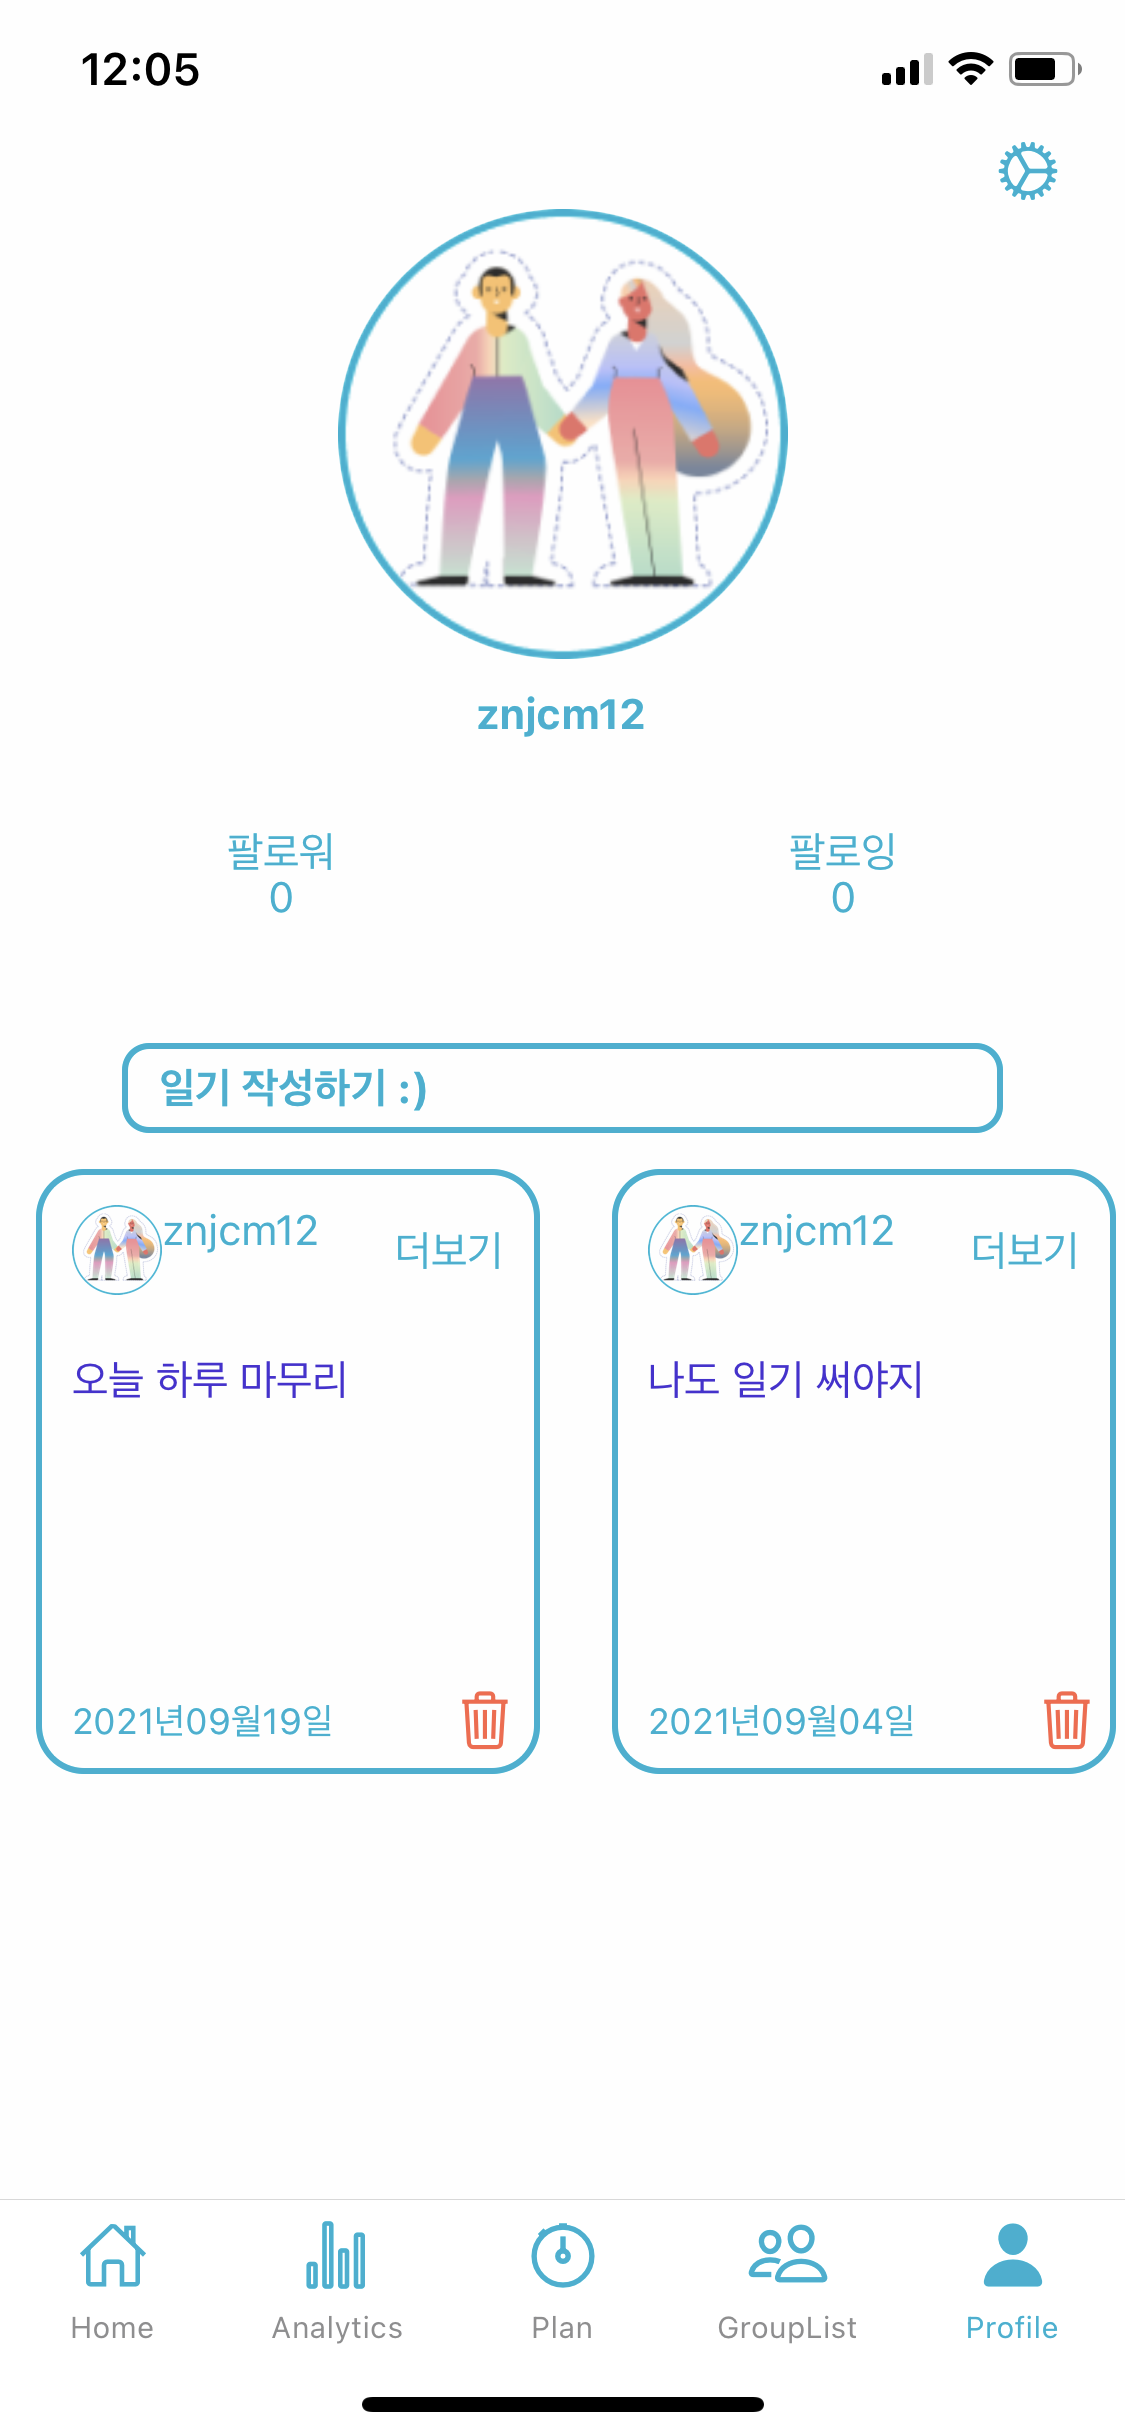 12:05
znjcm12
팔로워
0
팔로잉
0
일기 작성하기 :)
znjcm12
더보기
오늘 하루 마무리
2021년09월19일
znjcm12
더보기
나도 일기 써야지
2021년09월04일
Home
Analytics
Plan
GroupList
Profile